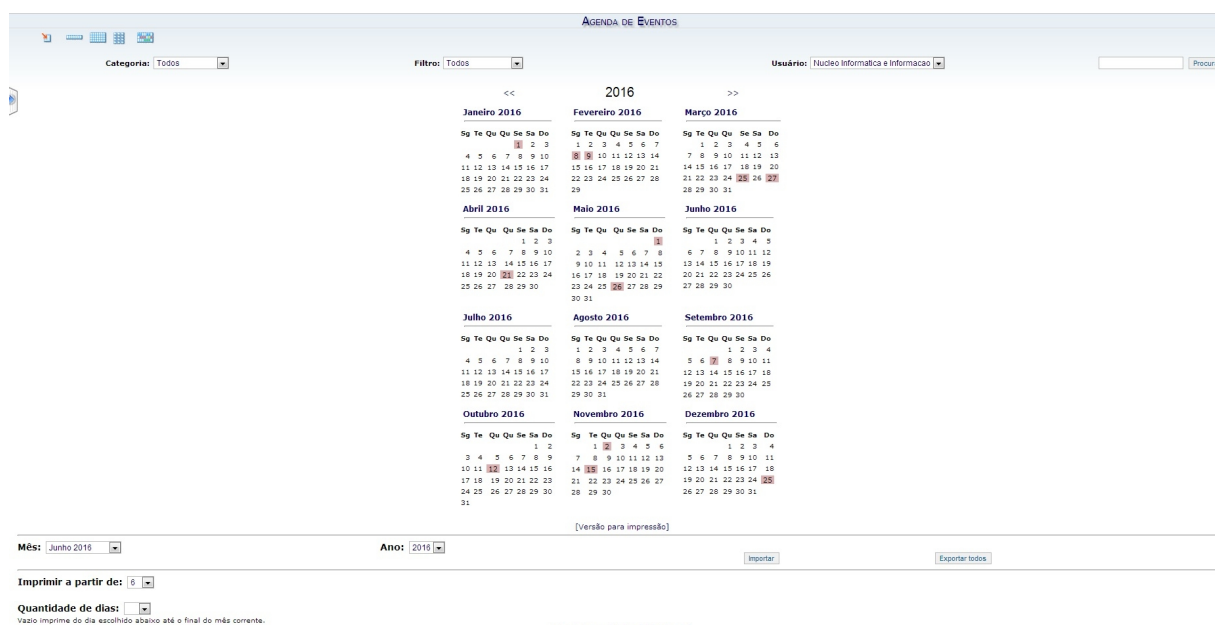 Agenda de Eventos
Categoria: Todos Filtro: Todos Usuário: Nucleo Informatica e Informacao Procura
<< 2016 >>
Janeiro 2016 Fevereiro 2016 Março 2016
Sg Te Qu Qu Se Sa Do Sg Te Qu Qu Se Sa Do Sg Te Qu Qu Se Sa Do
1 2 3 1 2 3 4 5 6 7 1 2 3 4 5 6
4 5 6 7 8 9 10 8 9 10 11 12 13 14 7 8 9 10 11 12 13
11 12 13 14 15 16 17 15 16 17 18 19 20 21 14 15 16 17 18 19 20
18 19 20 21 22 23 24 22 23 24 25 26 27 28 21 22 23 24 25 26 27
25 26 27 28 29 30 31 29 28 29 30 31
Abril 2016 Maio 2016 Junho 2016
Sg Te Qu Qu Se Sa Do Sg Te Qu Qu Se Sa Do Sg Te Qu Qu Se Sa Do
1 2 3 1 1 2 3 4 5
4 5 6 7 8 9 10 2 3 4 5 6 7 8 6 7 8 9 10 11 12
11 12 13 14 15 16 17 9 10 11 12 13 14 15 13 14 15 16 17 18 19
18 19 20 21 22 23 24 16 17 18 19 20 21 22 20 21 22 23 24 25 26
25 26 27 28 29 30 23 24 25 26 27 28 29 27 28 29 30
30 31
Julho 2016 Agosto 2016 Setembro 2016
Sg Te Qu Qu Se Sa Do Sg Te Qu Qu Se Sa Do Sg Te Qu Qu Se Sa Do
1 2 3 1 2 3 4 5 6 7 1 2 3 4
4 5 6 7 8 9 10 8 9 10 11 12 13 14 5 6 7 8 9 10 11
11 12 13 14 15 16 17 15 16 17 18 19 20 21 12 13 14 15 16 17 18
18 19 20 21 22 23 24 22 23 24 25 26 27 28 19 20 21 22 23 24 25
25 26 27 28 29 30 31 29 30 31 26 27 28 29 30
Outubro 2016 Novembro 2016 Dezembro 2016
Sg Te Qu Qu Se Sa Do Sg Te Qu Qu Se Sa Do Sg Te Qu Qu Se Sa Do
1 2 1 2 3 4 5 6 1 2 3 4
3 4 5 6 7 8 9 7 8 9 10 11 12 13 5 6 7 8 9 10 11
10 11 12 13 14 15 16 14 15 16 17 18 19 20 12 13 14 15 16 17 18
17 18 19 20 21 22 23 21 22 23 24 25 26 27 19 20 21 22 23 24 25
24 25 26 27 28 29 30 28 29 30 26 27 28 29 30 31
31
[Versão para impressão]
Mês: Junho 2016 Ano: 2016 Importar Exportar todos
Imprimir a partir de: 6
Quantidade de dias:
Vazio imprime do dia escolhido abaixo até o final do mês corrente.